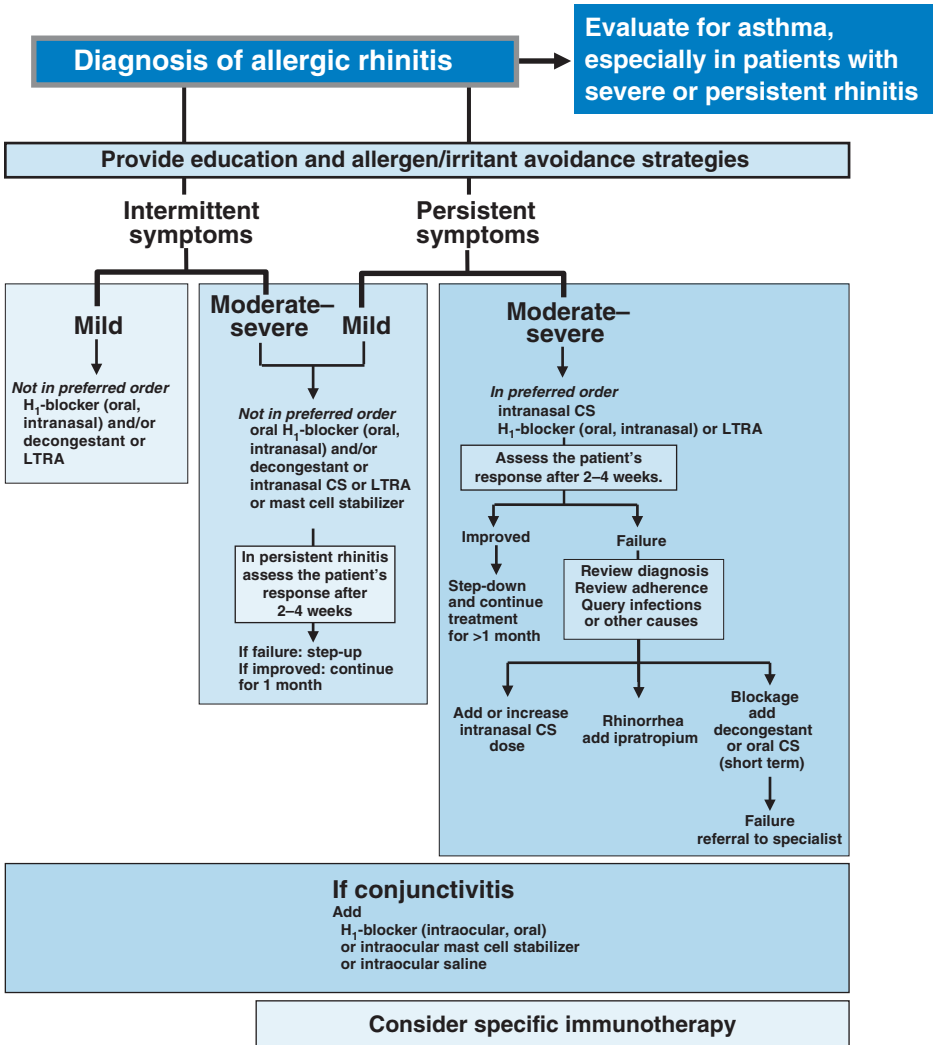 Diagnosis of allergic rhinitis
Evaluate for asthma,
especially in patients with
severe or persistent rhinitis
Provide education and allergen/irritant avoidance strategies
Intermittent
symptoms
Persistent
symptoms
Mild
Not in preferred order
H₁-blocker (oral,
intranasal) and/or
decongestant or
LTRA
Moderate–
severe
Mild
Not in preferred order
oral H₁-blocker (oral,
intranasal) and/or
decongestant or
intranasal CS or LTRA
or mast cell stabilizer
In persistent rhinitis
assess the patient's
response after
2–4 weeks
If failure: step-up
If improved: continue
for 1 month
Moderate–
severe
In preferred order
intranasal CS
H₁-blocker (oral, intranasal) or LTRA
Assess the patient's
response after 2–4 weeks.
Improved
Step-down
and continue
treatment
for >1 month
Failure
Review diagnosis
Review adherence
Query infections
or other causes
Add or increase
intranasal CS
dose
Rhinorrhea
add ipratropium
Blockage
add
decongestant
or oral CS
(short term)
Failure
referral to specialist
If conjunctivitis
Add
H₁-blocker (intraocular, oral)
or intraocular mast cell stabilizer
or intraocular saline
Consider specific immunotherapy